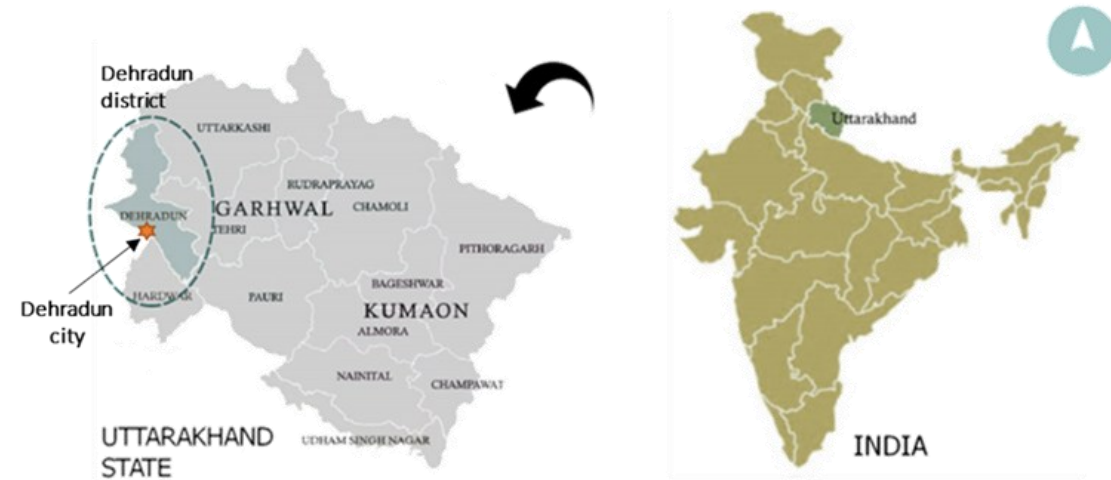 Dehradun
district
UTTARKASHI
RUDRAPRAYAG
GARHWAL
CHAMOLI
DEHRADUN
TEHRI
PITHORAGARH
HARDWAR
PAURI
BAGESHWAR
KUMAON
ALMORA
Dehradun
city
NAINITAL
CHAMPAWAT
UDHAM SINGH NAGAR
UTTARAKHAND
STATE
Uttarakhand
INDIA